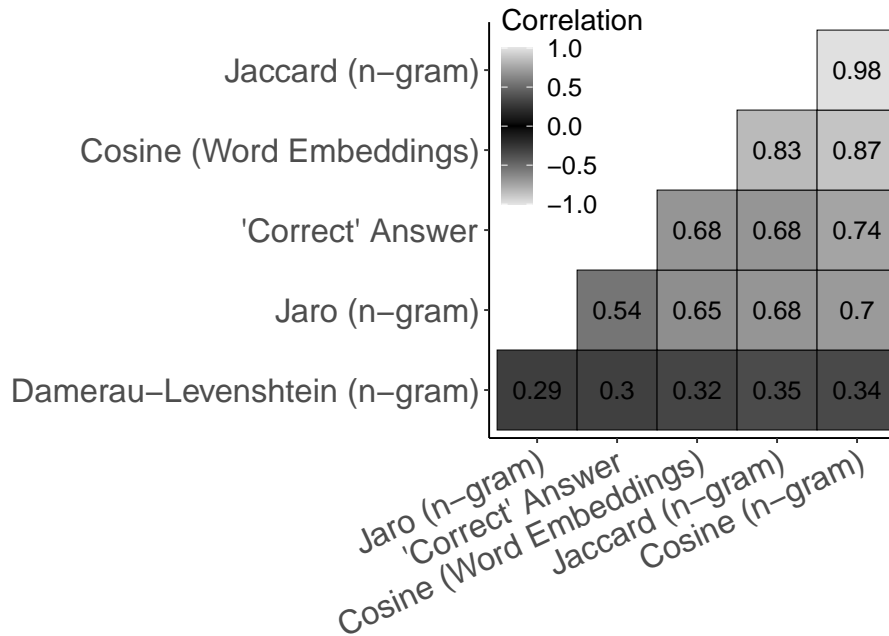 Correlation
1.0
0.5
0.0
−0.5
−1.0
Jaccard (n−gram)
0.98
Cosine (Word Embeddings)
0.83 0.87
'Correct' Answer
0.68 0.68 0.74
Jaro (n−gram)
0.54 0.65 0.68 0.7
Damerau−Levenshtein (n−gram)
0.29 0.3 0.32 0.35 0.34
Jaro (n−gram)
'Correct' Answer
Cosine (Word Embeddings)
Jaccard (n−gram)
Cosine (n−gram)